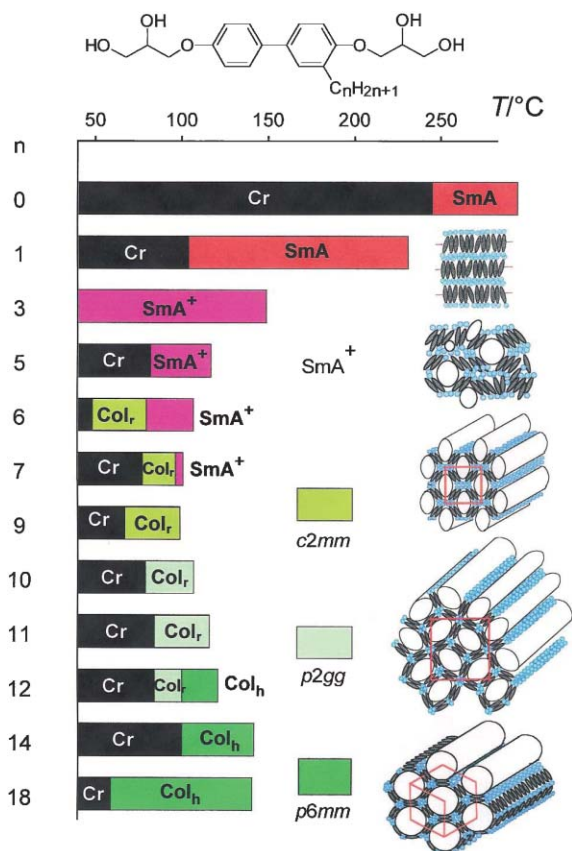 HO OH O O OH OH
CnH2n+1
T/°C
50 100 150 200 250
n
0 Cr SmA
1 Cr SmA
3 SmA+
5 Cr SmA+ SmA+
6 Colr SmA+
7 Cr Colr SmA+
9 Cr Colr
c2mm
10 Cr Colr
11 Cr Colr
p2gg
12 Cr Colr Colh
14 Cr Colh
18 Cr Colh
p6mm